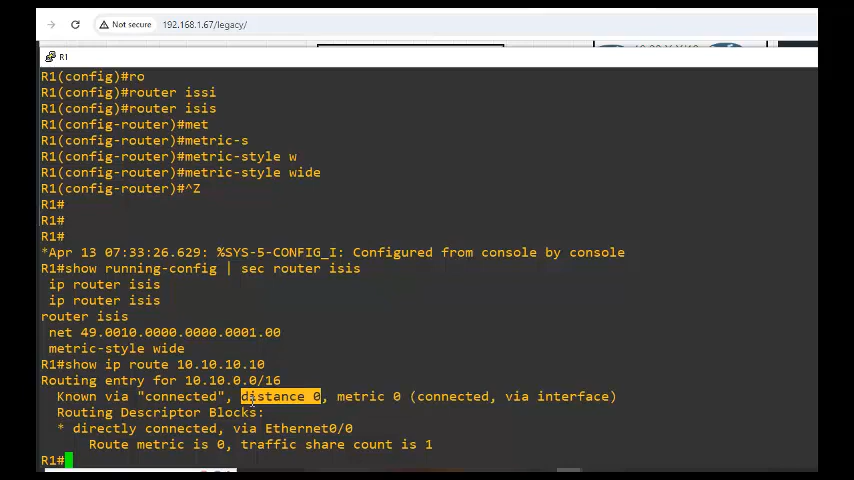 Not secure 192.168.1.67/legacy/
R1
R1(config)#ro
R1(config)#router issi
R1(config)#router isis
R1(config-router)#met
R1(config-router)#metric-s
R1(config-router)#metric-style w
R1(config-router)#metric-style wide
R1(config-router)#^Z
R1#
R1#
R1#
*Apr 13 07:33:26.629: %SYS-5-CONFIG_I: Configured from console by console
R1#show running-config | sec router isis
ip router isis
ip router isis
router isis
net 49.0010.0000.0000.0001.00
metric-style wide
R1#show ip route 10.10.10.10
Routing entry for 10.10.0.0/16
Known via "connected", distance 0, metric 0 (connected, via interface)
Routing Descriptor Blocks:
* directly connected, via Ethernet0/0
Route metric is 0, traffic share count is 1
R1#